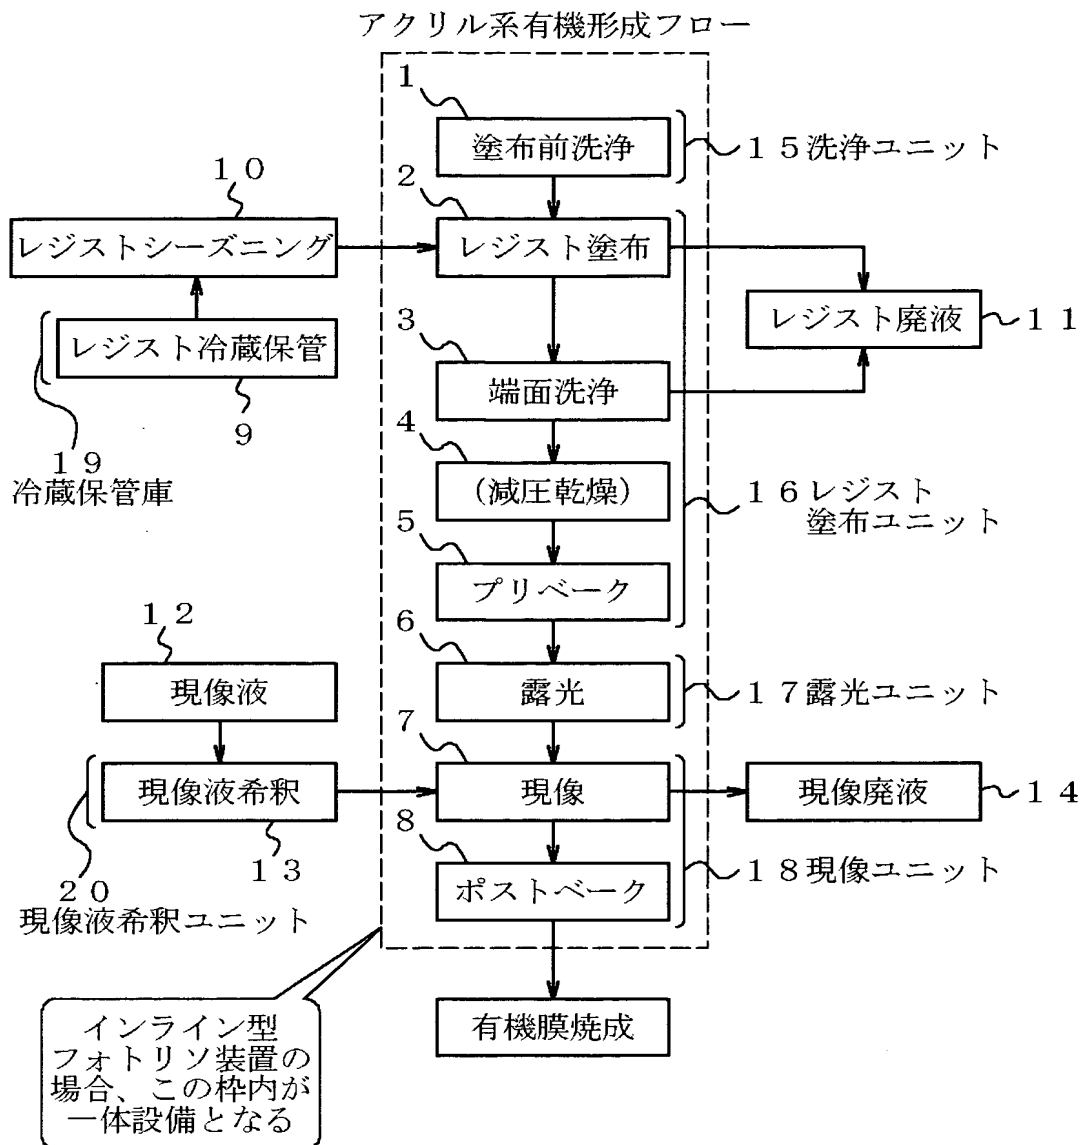 アクリル系有機形成フロー
1
塗布前洗浄
15洗浄ユニット
10
2
レジストシーズニング
レジスト塗布
3
レジスト廃液
11
レジスト冷蔵保管
端面洗浄
9
19
冷蔵保管庫
4
(減圧乾燥)
16レジスト
塗布ユニット
5
プリベーク
12
6
現像液
露光
17露光ユニット
7
現像液希釈
現像
現像廃液
14
13
8
20
現像液希釈ユニット
ポストベーク
18現像ユニット
有機膜焼成
インライン型
フォトリソ装置の
場合、この枠内が
一体設備となる